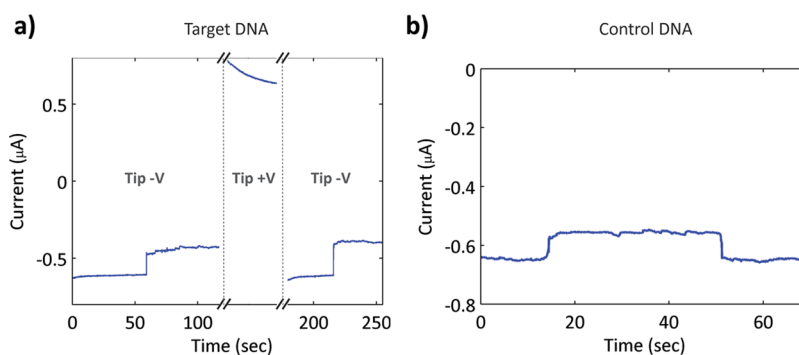 a)
Target DNA
0.5
0
-0.5
Current (μA)
Tip -V
Tip +V
Tip -V
0
50
100
200
250
Time (sec)
b)
Control DNA
0
-0.2
-0.4
-0.6
-0.8
Current (μA)
0
20
40
60
Time (sec)